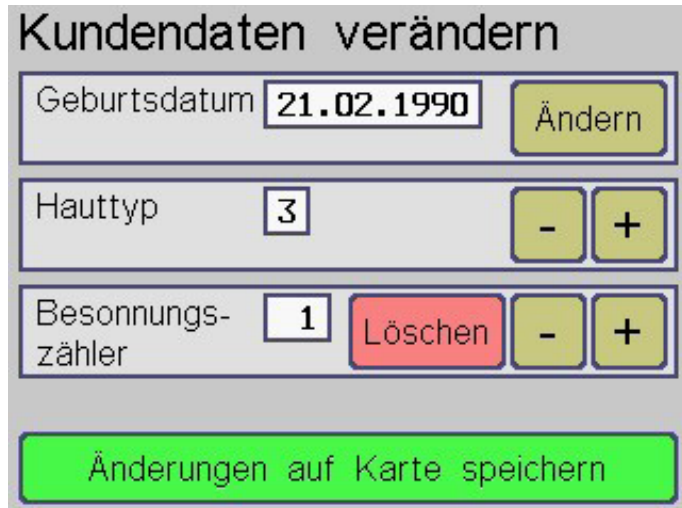 Kundendaten verändern
Geburtsdatum 21.02.1990 Ändern
Hauttyp 3 - +
Besonnungs- 1 Löschen - +
zähler
Änderungen auf Karte speichern